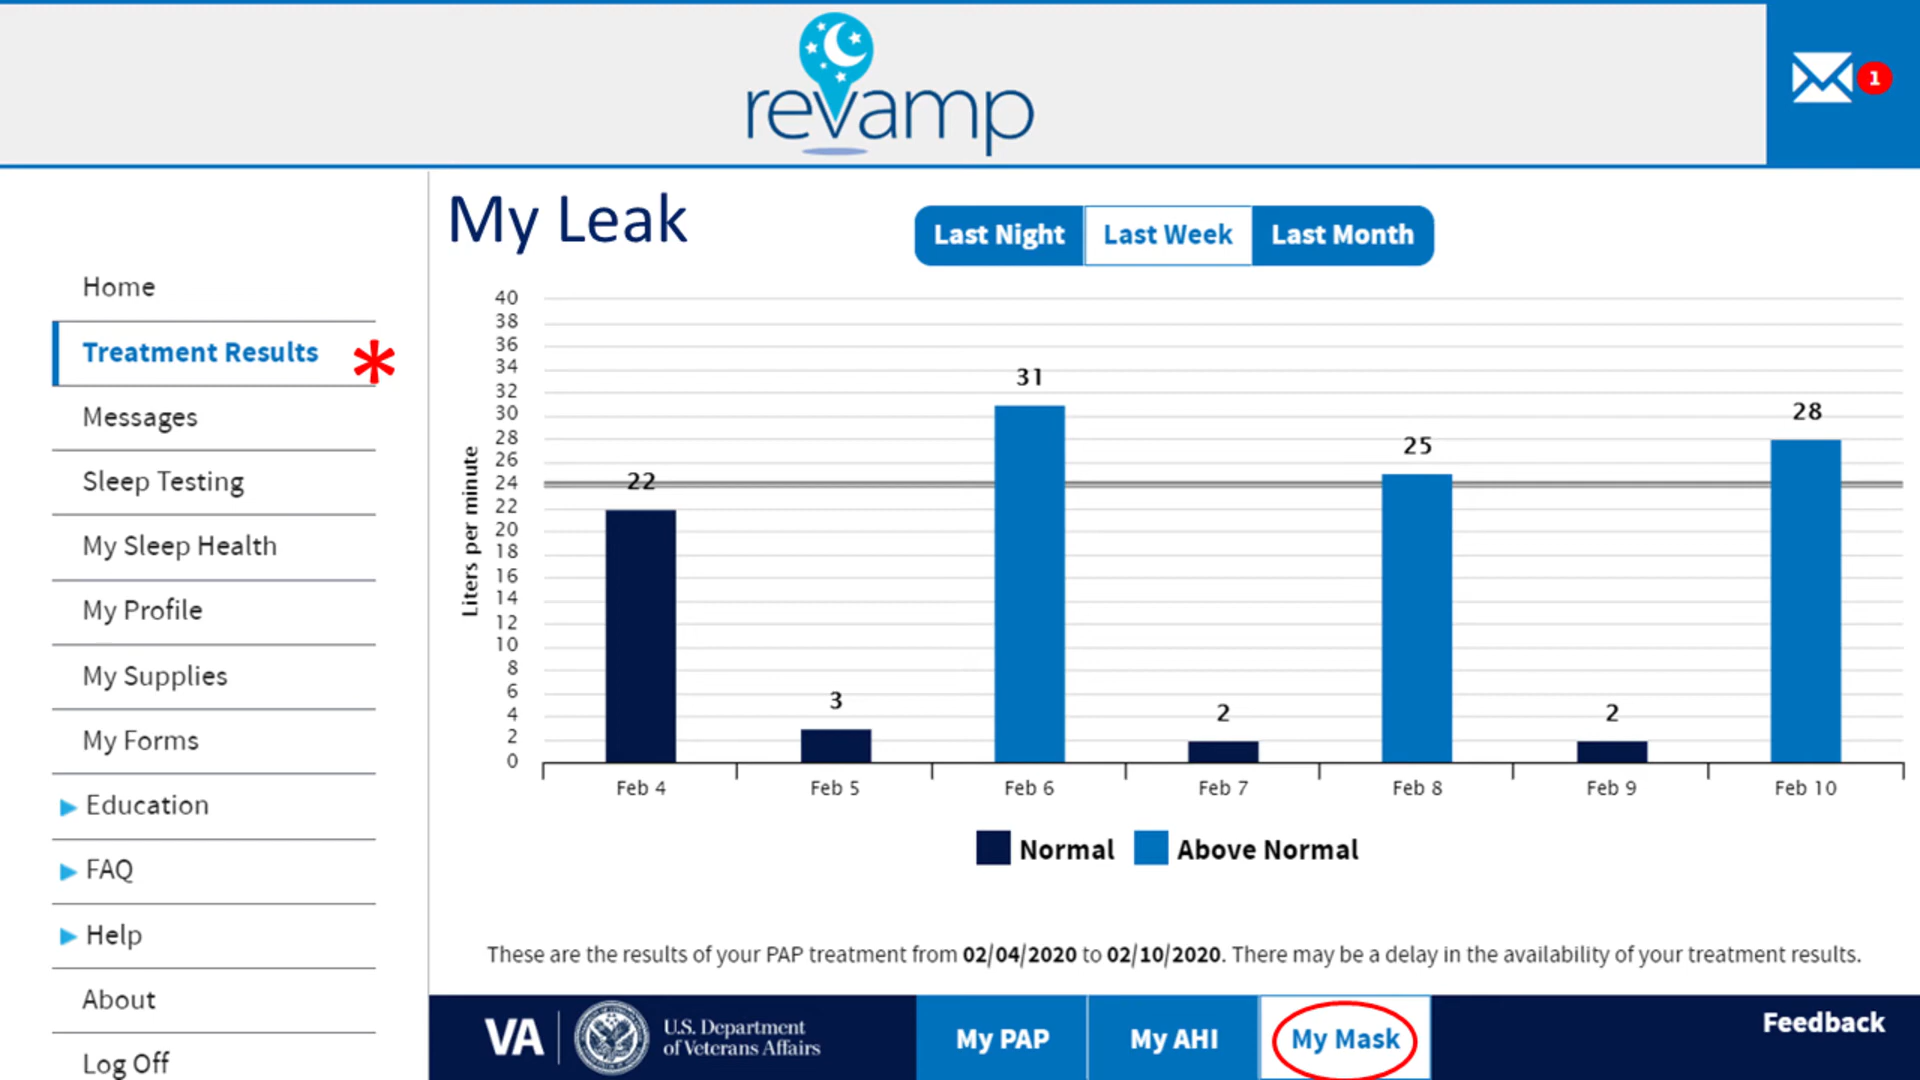 revamp
1
My Leak
Last Night
Last Week
Last Month
Home
Treatment Results *
Messages
Sleep Testing
My Sleep Health
My Profile
My Supplies
My Forms
Education
FAQ
Help
About
Log Off
Liters per minute
40
38
36
34
32
30
28
26
24
22
20
18
16
14
12
10
8
6
4
2
0
22
3
31
2
25
2
28
Feb 4
Feb 5
Feb 6
Feb 7
Feb 8
Feb 9
Feb 10
Normal
Above Normal
These are the results of your PAP treatment from 02/04/2020 to 02/10/2020. There may be a delay in the availability of your treatment results.
VA
U.S. Department
of Veterans Affairs
My PAP
My AHI
My Mask
Feedback